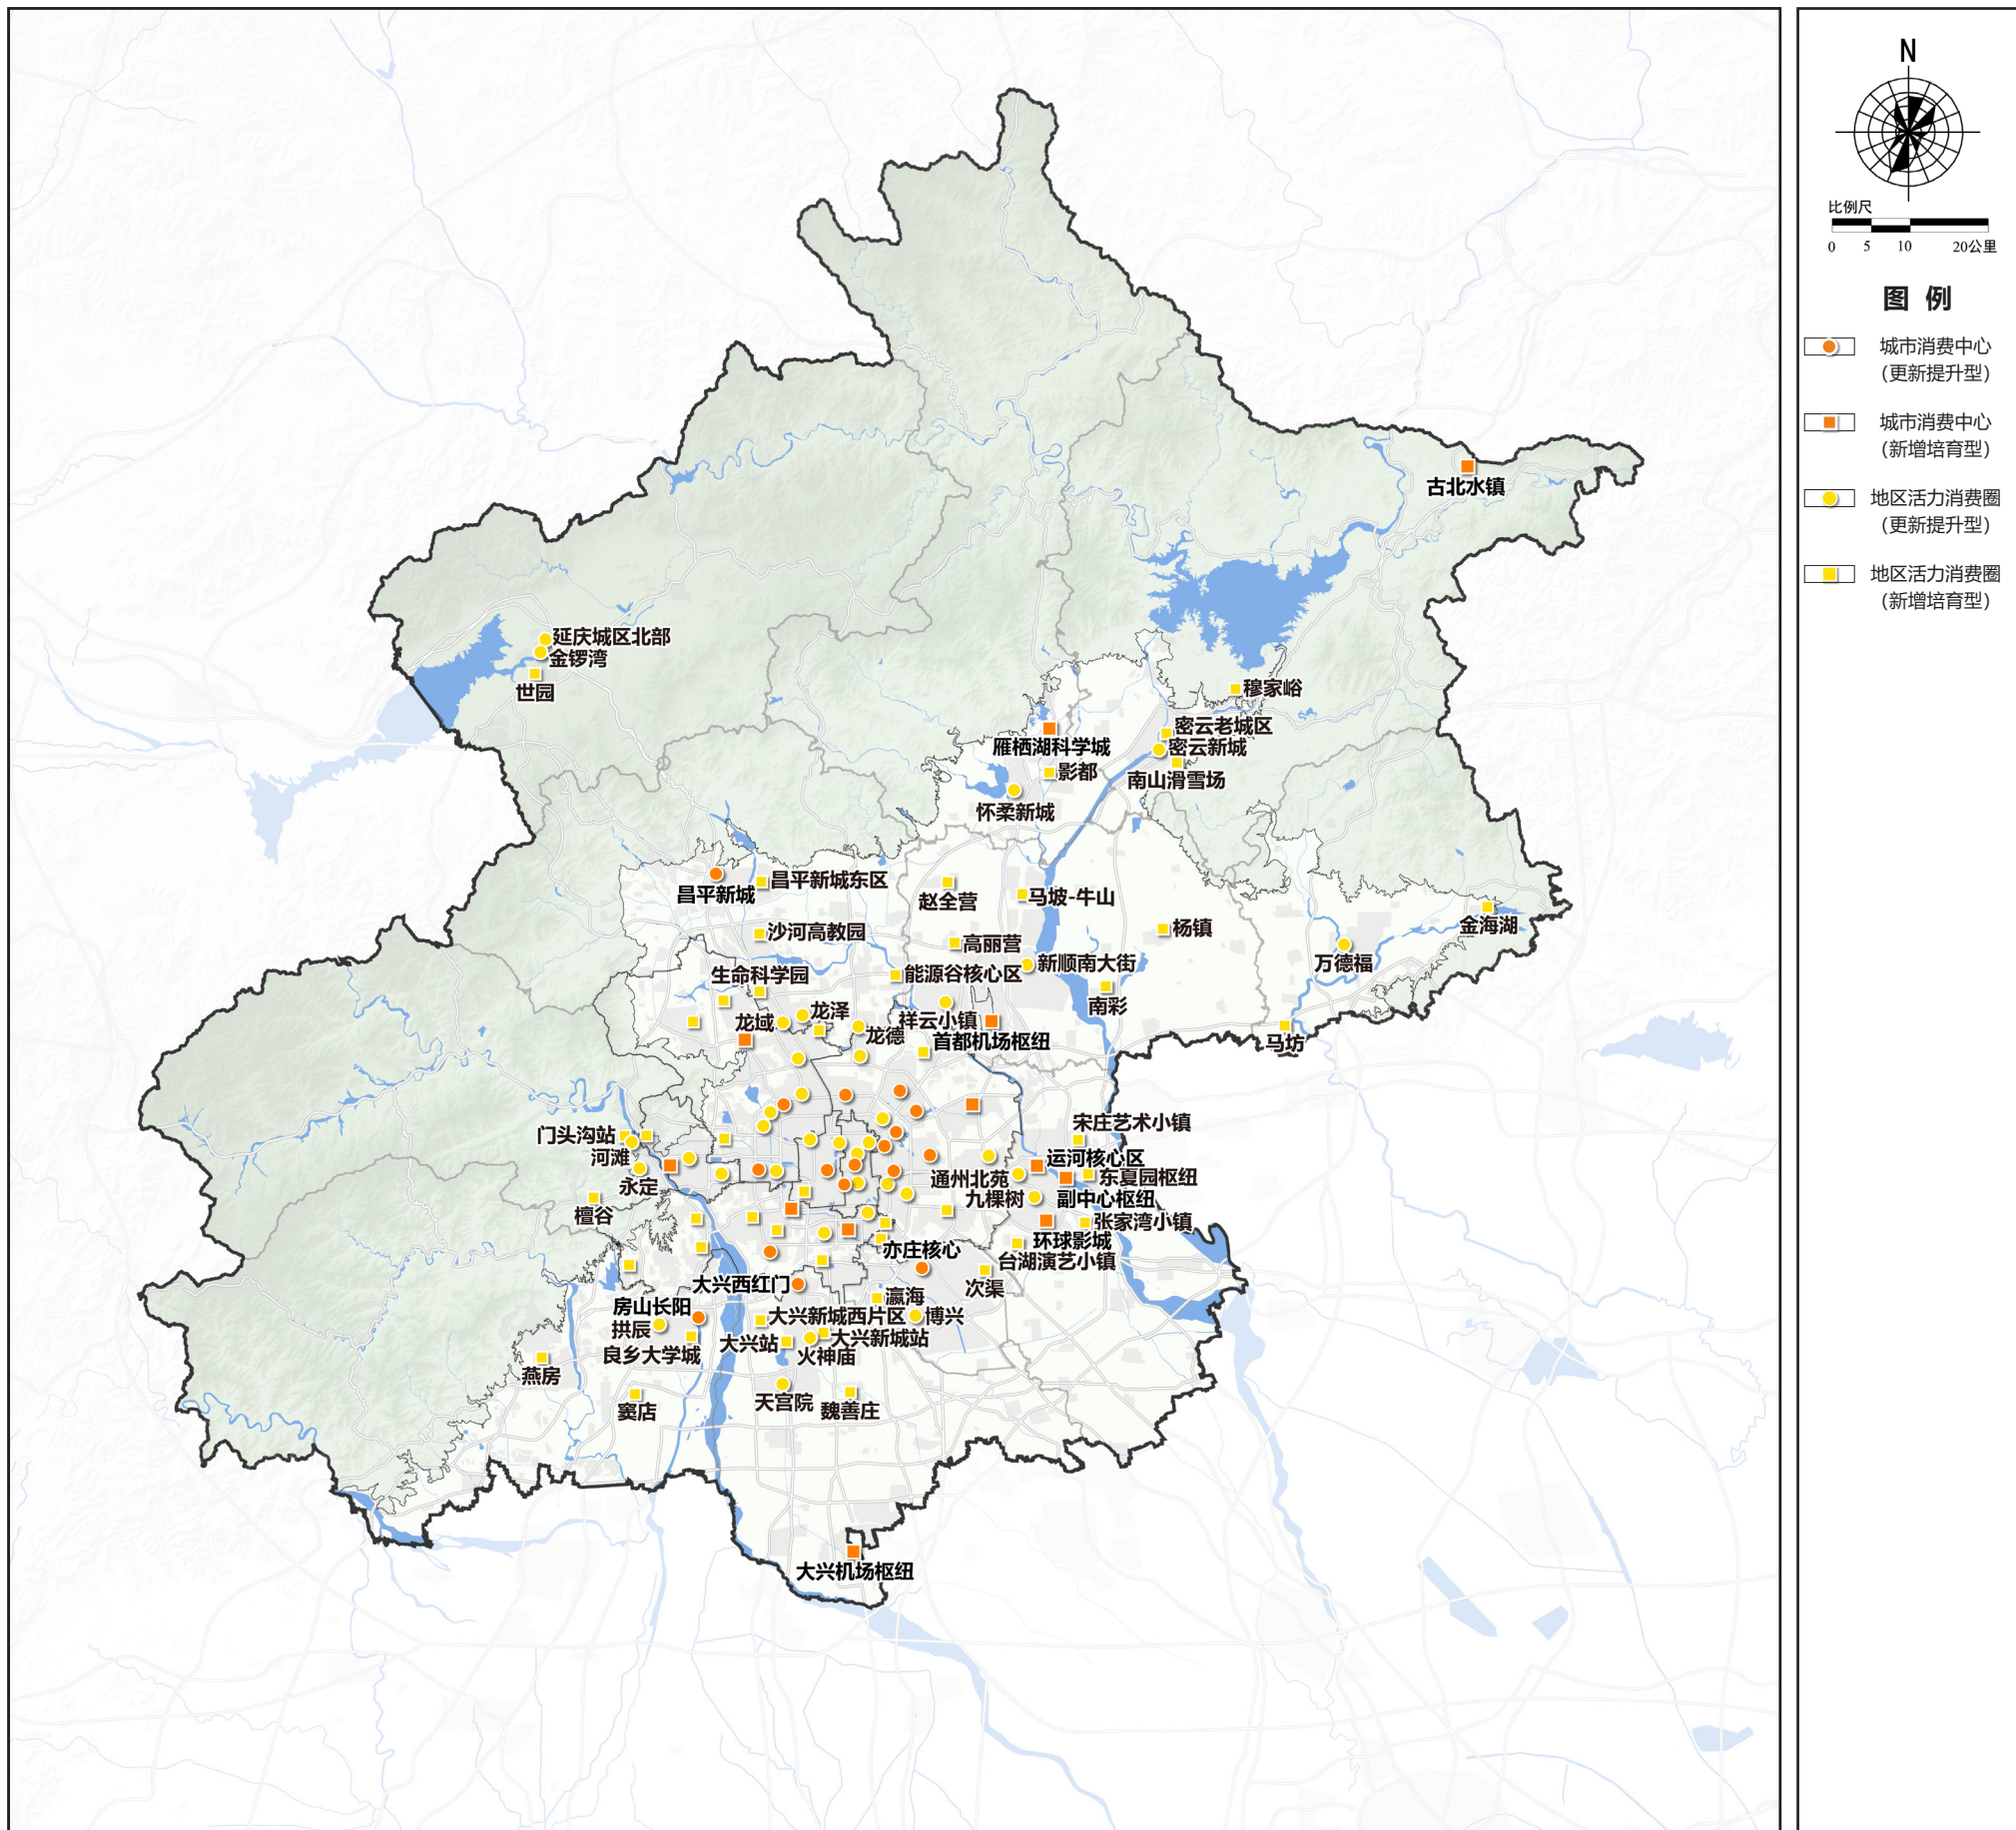 N
比例尺
0 5 10 20公里
图 例
城市消费中心
（更新提升型）
城市消费中心
（新增培育型）
地区活力消费圈
（更新提升型）
地区活力消费圈
（新增培育型）
古北水镇
延庆城区北部
金锣湾
世园
穆家峪
密云老城区
密云新城
南山滑雪场
雁栖湖科学城
影都
怀柔新城
昌平新城
昌平新城东区
赵全营
马坡-牛山
沙河高教园
高丽营
杨镇
金海湖
万德福
生命科学园
能源谷核心区
新顺南大街
南彩
龙域
龙泽
龙德
祥云小镇
首都机场枢纽
马坊
门头沟站
河滩
永定
檀谷
宋庄艺术小镇
运河核心区
通州北苑
东夏园枢纽
九棵树
副中心枢纽
张家湾小镇
环球影城
台湖演艺小镇
亦庄核心
次渠
大兴西红门
瀛海
房山长阳
拱辰
大兴新城西片区
博兴
良乡大学城
大兴站
大兴新城站
火神庙
燕房
窦店
天宫院
魏善庄
大兴机场枢纽